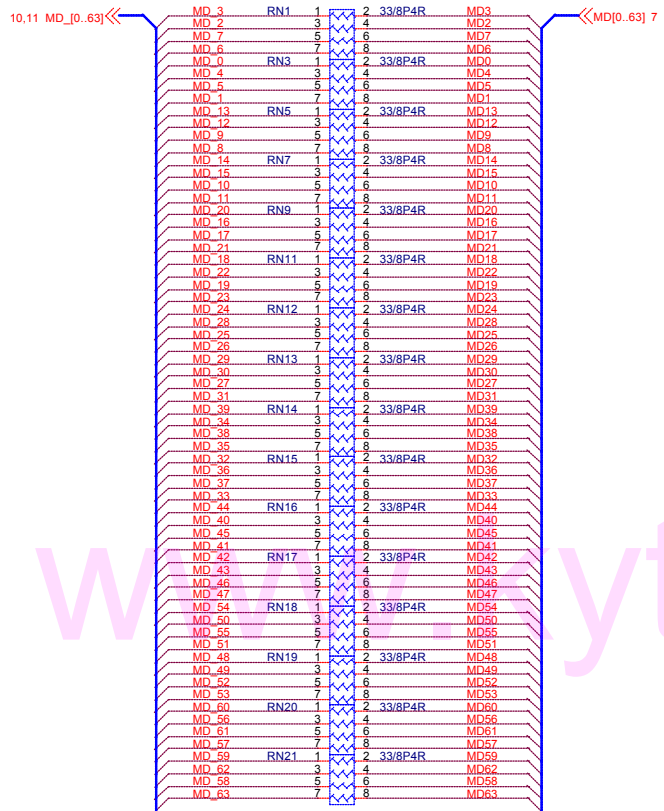 10,11 MD_[0..63] MD[0..63] 7
MD_3 RN1 1 2 33/8P4R MD3
MD_2 3 4 MD2
MD_7 5 6 MD7
MD_6 7 8 MD6
MD_0 RN3 1 2 33/8P4R MD0
MD_4 3 4 MD4
MD_5 5 6 MD5
MD_1 7 8 MD1
MD_13 RN5 1 2 33/8P4R MD13
MD_12 3 4 MD12
MD_9 5 6 MD9
MD_8 7 8 MD8
MD_14 RN7 1 2 33/8P4R MD14
MD_15 3 4 MD15
MD_10 5 6 MD10
MD_11 7 8 MD11
MD_20 RN9 1 2 33/8P4R MD20
MD_16 3 4 MD16
MD_17 5 6 MD17
MD_21 7 8 MD21
MD_18 RN11 1 2 33/8P4R MD18
MD_22 3 4 MD22
MD_19 5 6 MD19
MD_23 7 8 MD23
MD_24 RN12 1 2 33/8P4R MD24
MD_28 3 4 MD28
MD_25 5 6 MD25
MD_26 7 8 MD26
MD_29 RN13 1 2 33/8P4R MD29
MD_30 3 4 MD30
MD_27 5 6 MD27
MD_31 7 8 MD31
MD_39 RN14 1 2 33/8P4R MD39
MD_34 3 4 MD34
MD_38 5 6 MD38
MD_35 7 8 MD35
MD_32 RN15 1 2 33/8P4R MD32
MD_36 3 4 MD36
MD_37 5 6 MD37
MD_33 7 8 MD33
MD_44 RN16 1 2 33/8P4R MD44
MD_40 3 4 MD40
MD_45 5 6 MD45
MD_41 7 8 MD41
MD_42 RN17 1 2 33/8P4R MD42
MD_43 3 4 MD43
MD_46 5 6 MD46
MD_47 7 8 MD47
MD_54 RN18 1 2 33/8P4R MD54
MD_50 3 4 MD50
MD_55 5 6 MD55
MD_51 7 8 MD51
MD_48 RN19 1 2 33/8P4R MD48
MD_49 3 4 MD49
MD_52 5 6 MD52
MD_53 7 8 MD53
MD_60 RN20 1 2 33/8P4R MD60
MD_56 3 4 MD56
MD_61 5 6 MD61
MD_57 7 8 MD57
MD_59 RN21 1 2 33/8P4R MD59
MD_62 3 4 MD62
MD_58 5 6 MD58
MD_63 7 8 MD63
www.kyt